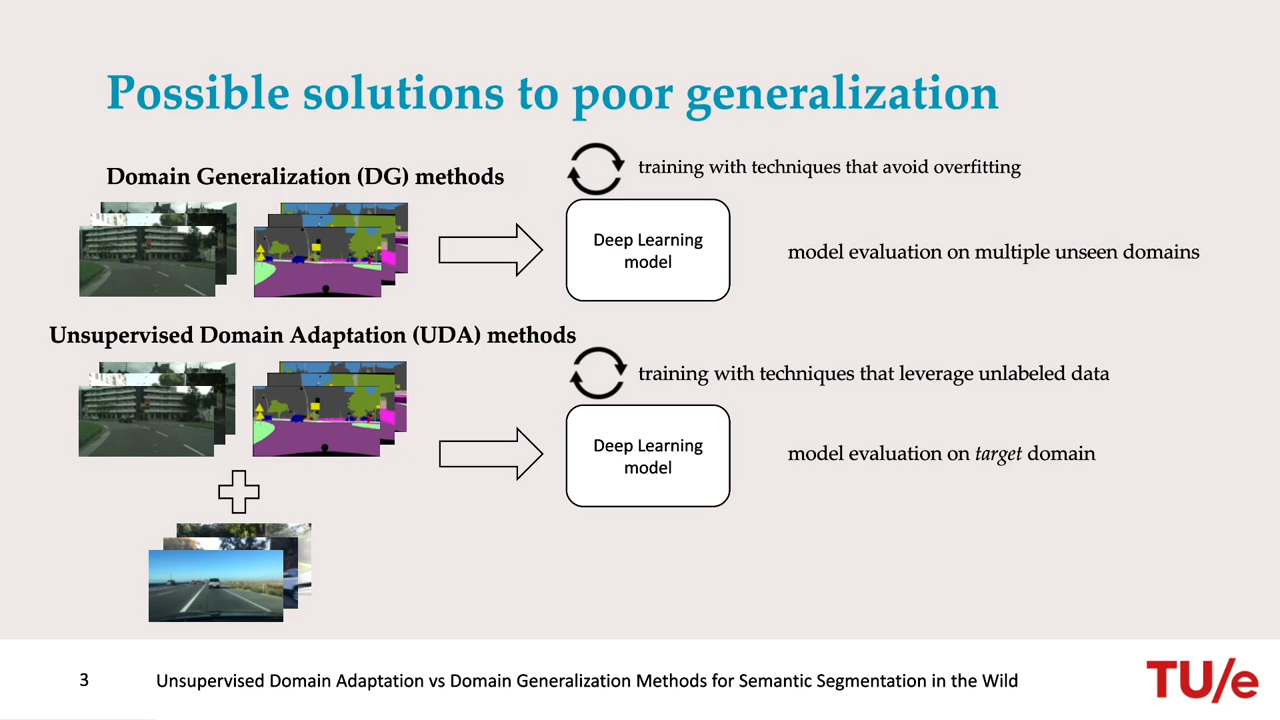 Possible solutions to poor generalization
Domain Generalization (DG) methods
training with techniques that avoid overfitting
Deep Learning
model
model evaluation on multiple unseen domains
Unsupervised Domain Adaptation (UDA) methods
training with techniques that leverage unlabeled data
Deep Learning
model
model evaluation on target domain
3
Unsupervised Domain Adaptation vs Domain Generalization Methods for Semantic Segmentation in the Wild
TU/e